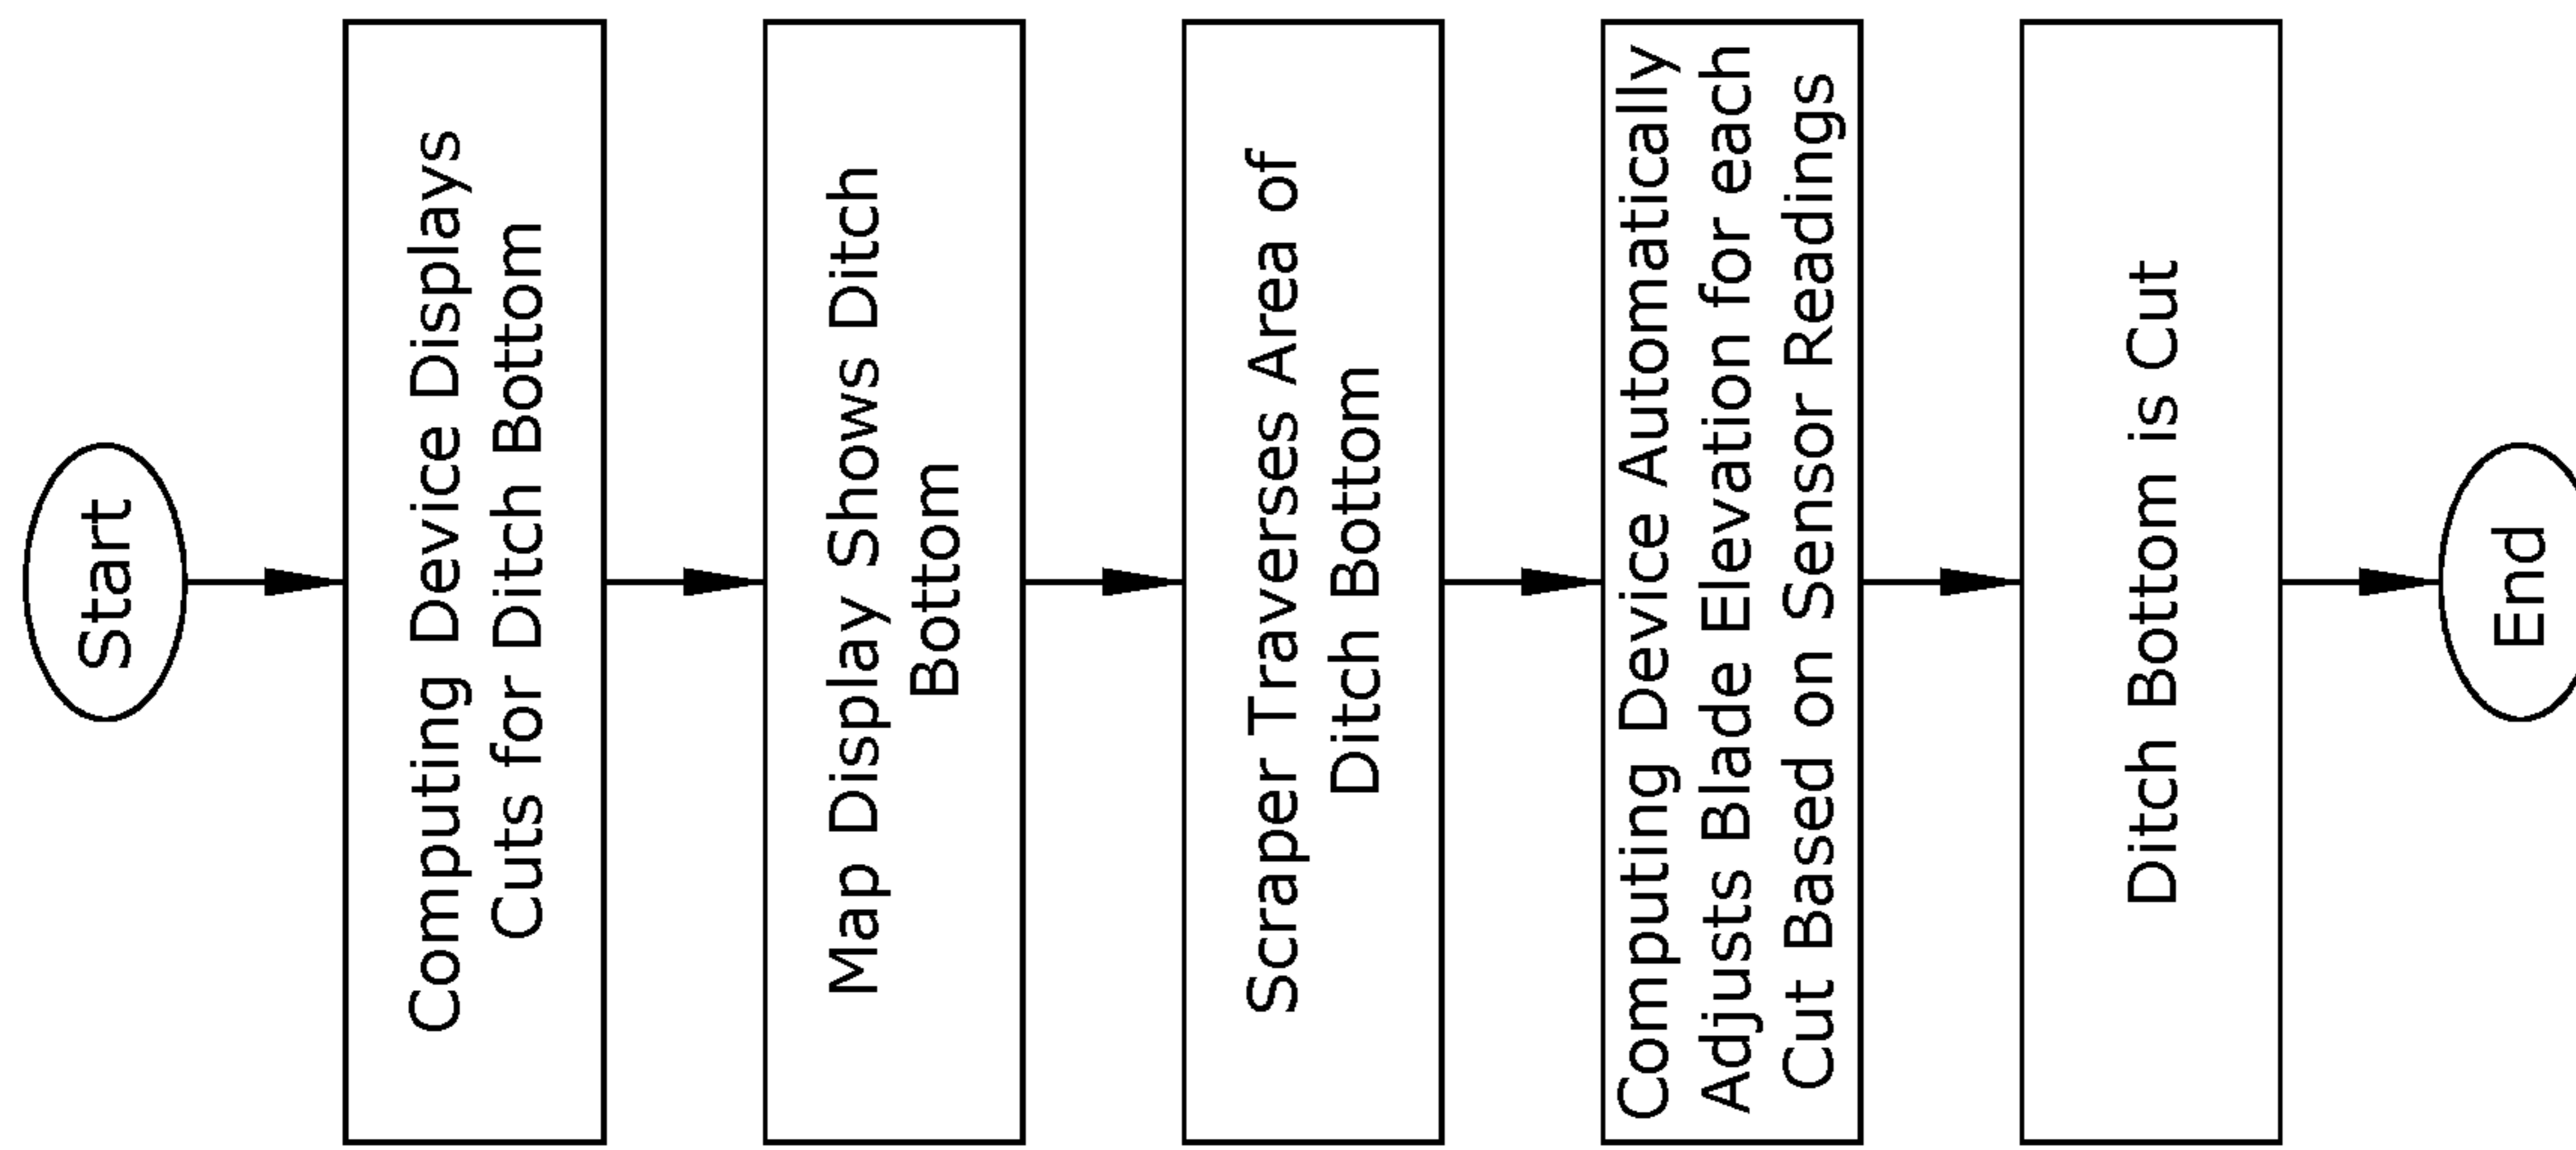 Start
Computing Device Displays
Cuts for Ditch Bottom
Map Display Shows Ditch
Bottom
Scraper Traverses Area of
Ditch Bottom
Computing Device Automatically
Adjusts Blade Elevation for each
Cut Based on Sensor Readings
Ditch Bottom is Cut
End